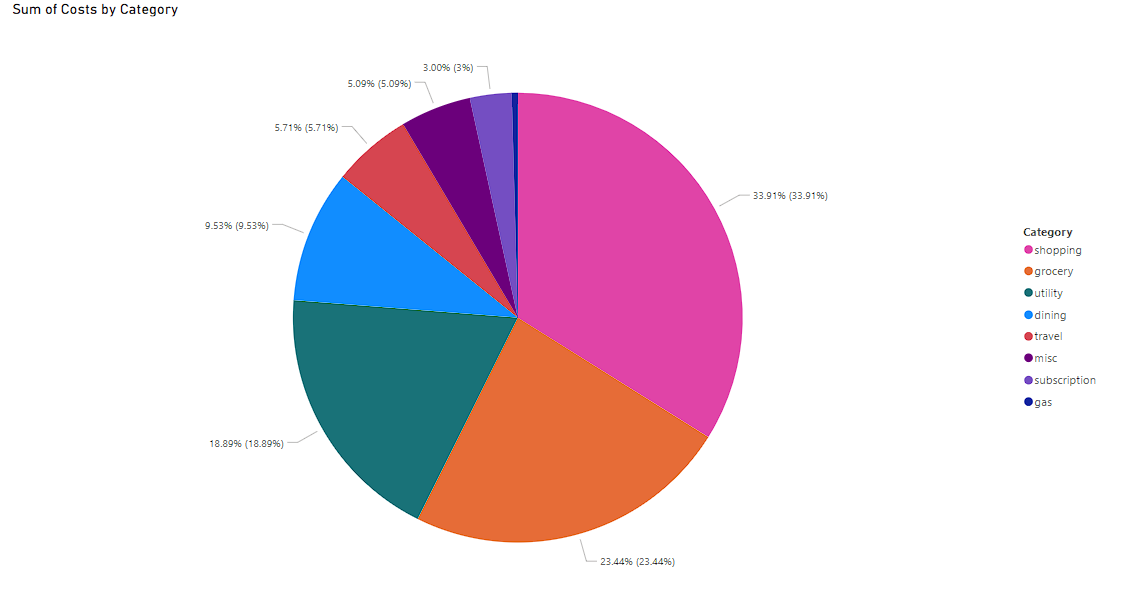 Sum of Costs by Category
3.00% (3%)
5.09% (5.09%)
5.71% (5.71%)
9.53% (9.53%)
18.89% (18.89%)
33.91% (33.91%)
23.44% (23.44%)
Category
shopping
grocery
utility
dining
travel
misc
subscription
gas